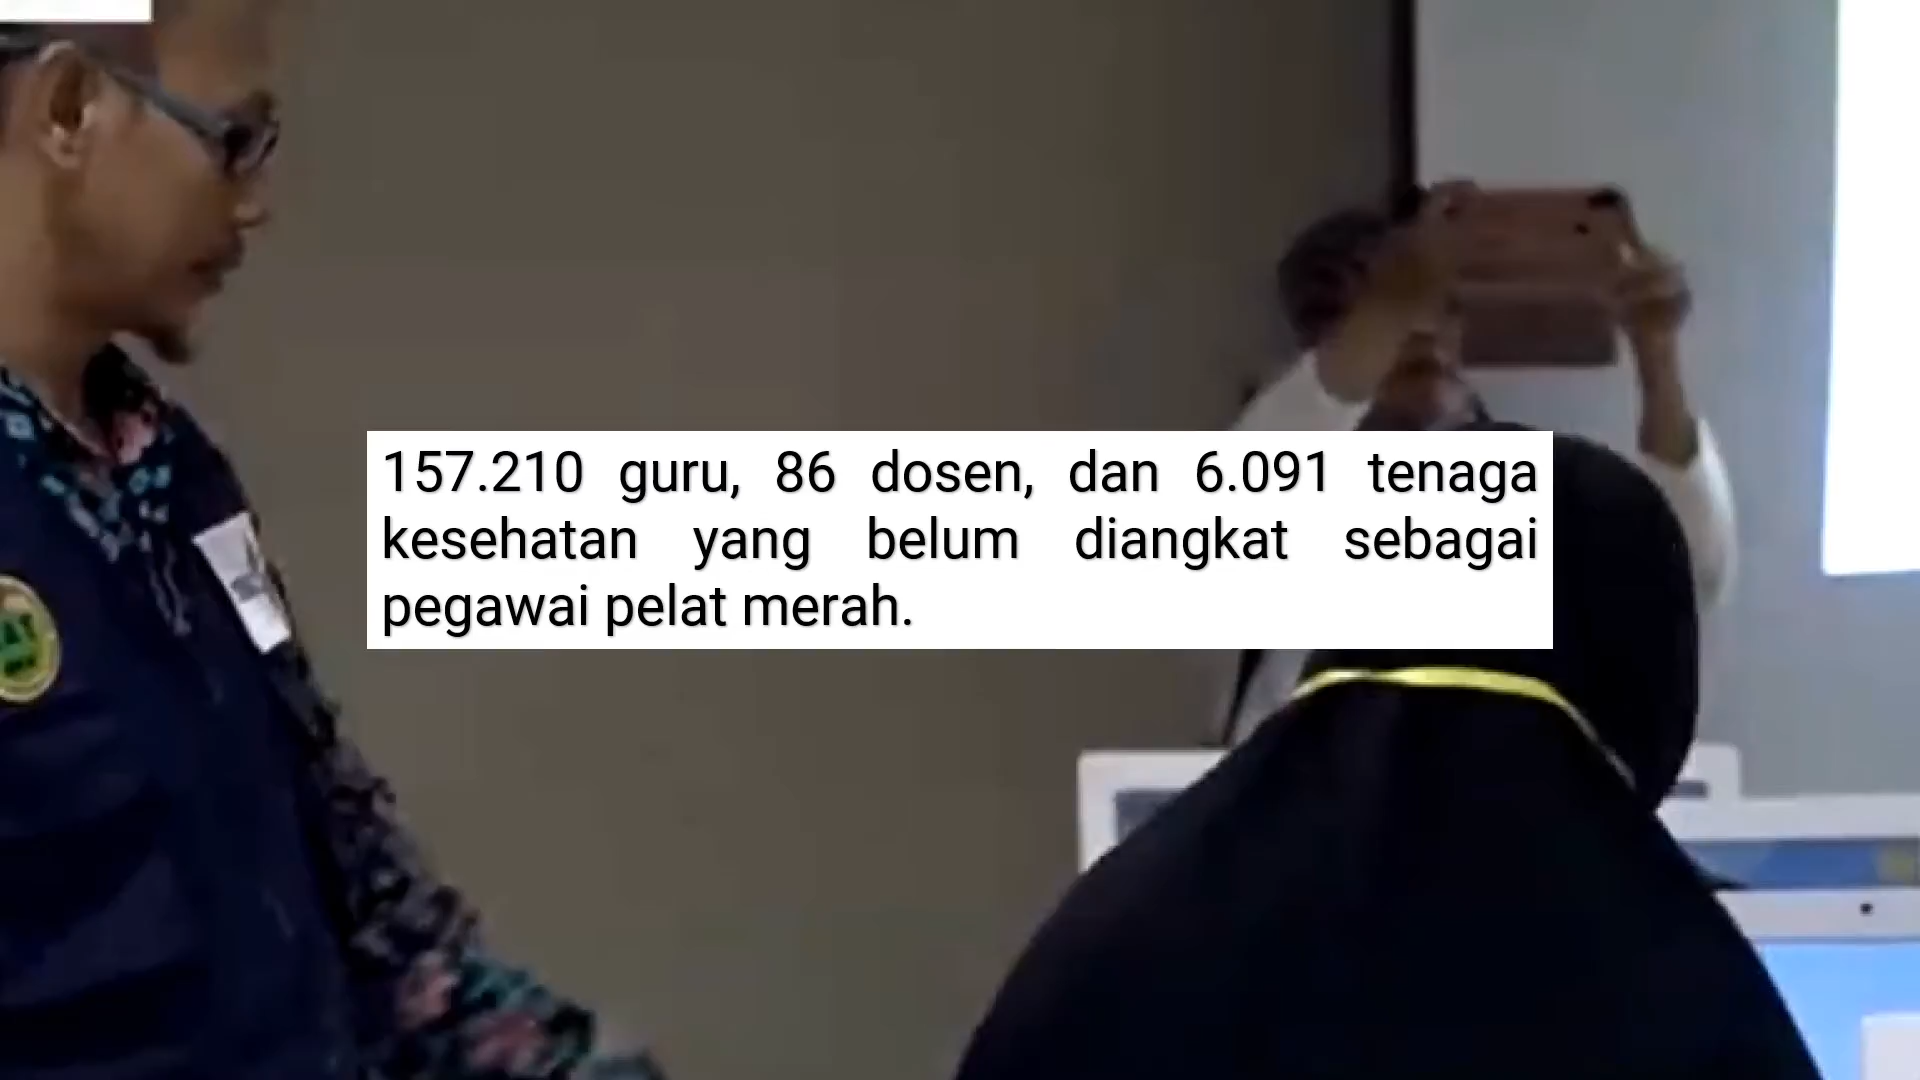 157.210 guru, 86 dosen, dan 6.091 tenaga
kesehatan yang belum diangkat sebagai
pegawai pelat merah.